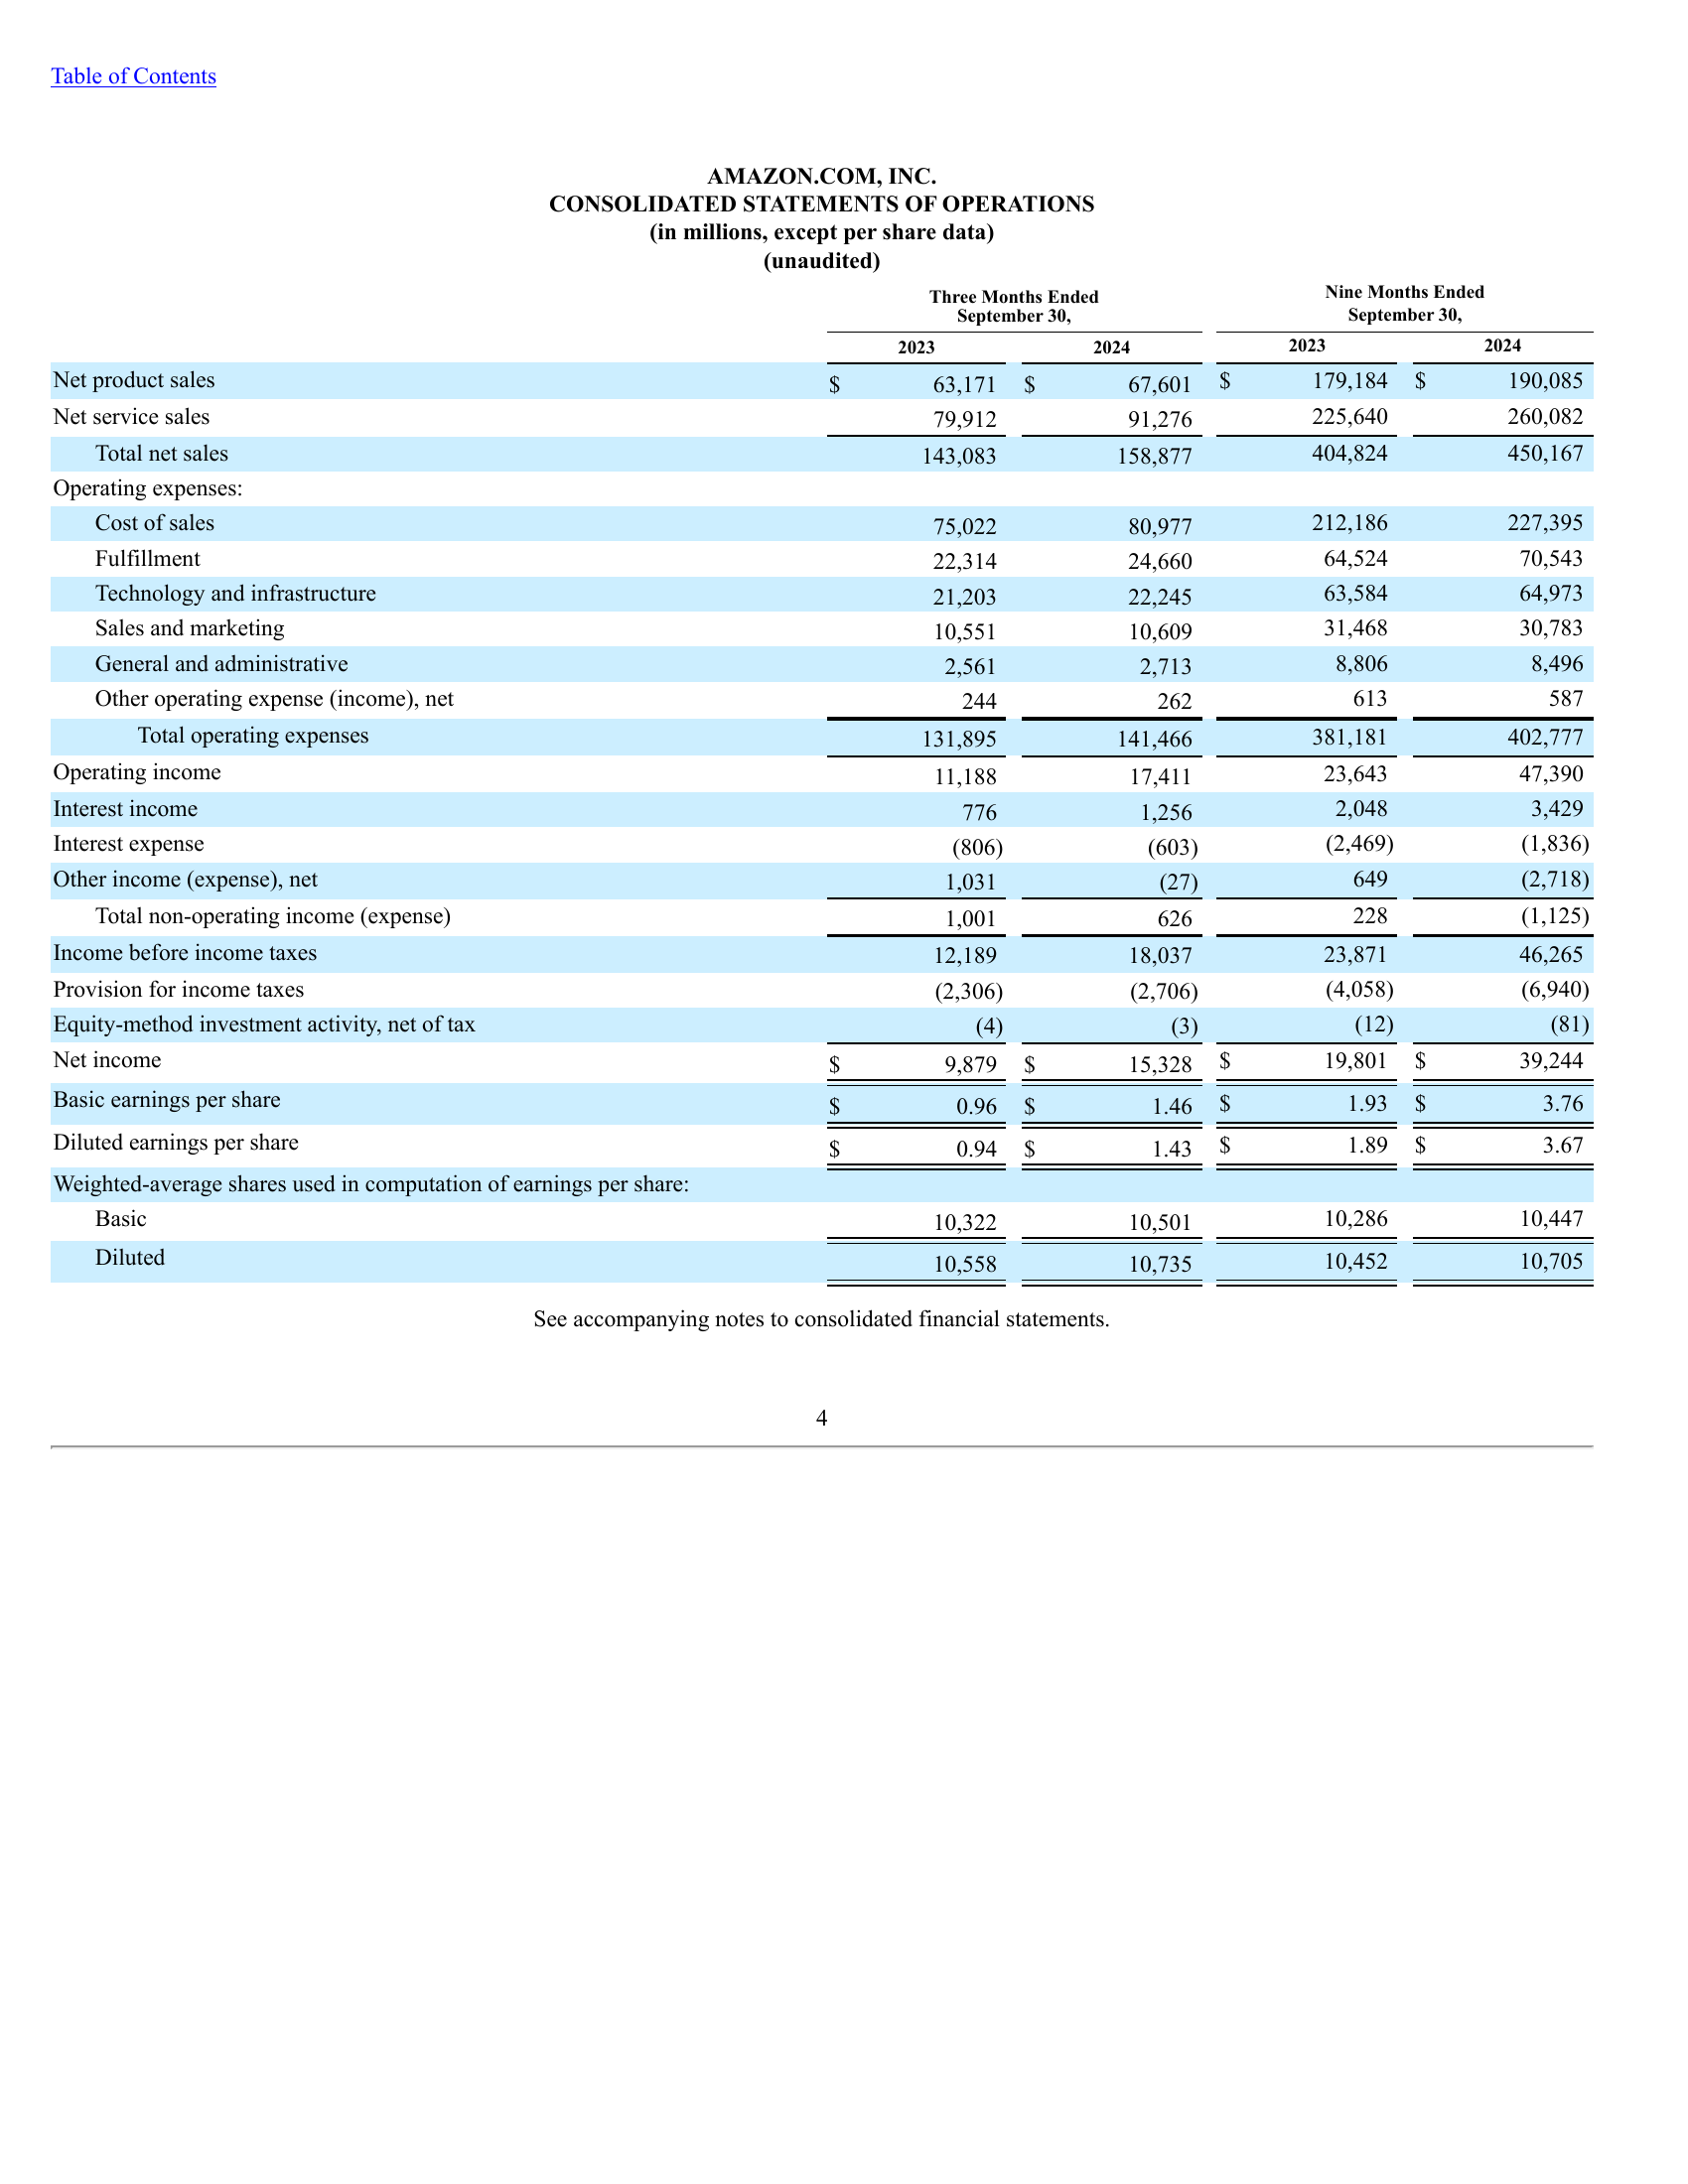 Table of Contents
AMAZON.COM, INC.
CONSOLIDATED STATEMENTS OF OPERATIONS
(in millions, except per share data)
(unaudited)
Three Months Ended September 30, Nine Months Ended September 30,
2023 2024 2023 2024
Net product sales $ 63,171 $ 67,601 $ 179,184 $ 190,085
Net service sales 79,912 91,276 225,640 260,082
Total net sales 143,083 158,877 404,824 450,167
Operating expenses:
Cost of sales 75,022 80,977 212,186 227,395
Fulfillment 22,314 24,660 64,524 70,543
Technology and infrastructure 21,203 22,245 63,584 64,973
Sales and marketing 10,551 10,609 31,468 30,783
General and administrative 2,561 2,713 8,806 8,496
Other operating expense (income), net 244 262 613 587
Total operating expenses 131,895 141,466 381,181 402,777
Operating income 11,188 17,411 23,643 47,390
Interest income 776 1,256 2,048 3,429
Interest expense (806) (603) (2,469) (1,836)
Other income (expense), net 1,031 (27) 649 (2,718)
Total non-operating income (expense) 1,001 626 228 (1,125)
Income before income taxes 12,189 18,037 23,871 46,265
Provision for income taxes (2,306) (2,706) (4,058) (6,940)
Equity-method investment activity, net of tax (4) (3) (12) (81)
Net income $ 9,879 $ 15,328 $ 19,801 $ 39,244
Basic earnings per share $ 0.96 $ 1.46 $ 1.93 $ 3.76
Diluted earnings per share $ 0.94 $ 1.43 $ 1.89 $ 3.67
Weighted-average shares used in computation of earnings per share:
Basic 10,322 10,501 10,286 10,447
Diluted 10,558 10,735 10,452 10,705
See accompanying notes to consolidated financial statements.
4